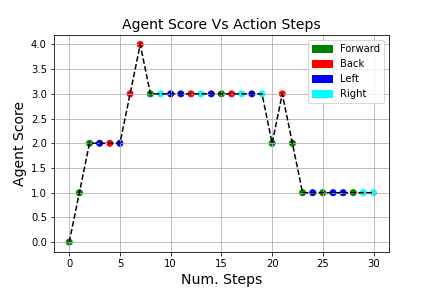 Agent Score Vs Action Steps
4.0
3.5
3.0
2.5
2.0
1.5
1.0
0.5
0.0
Agent Score
Forward
Back
Left
Right
0 5 10 15 20 25 30
Num. Steps